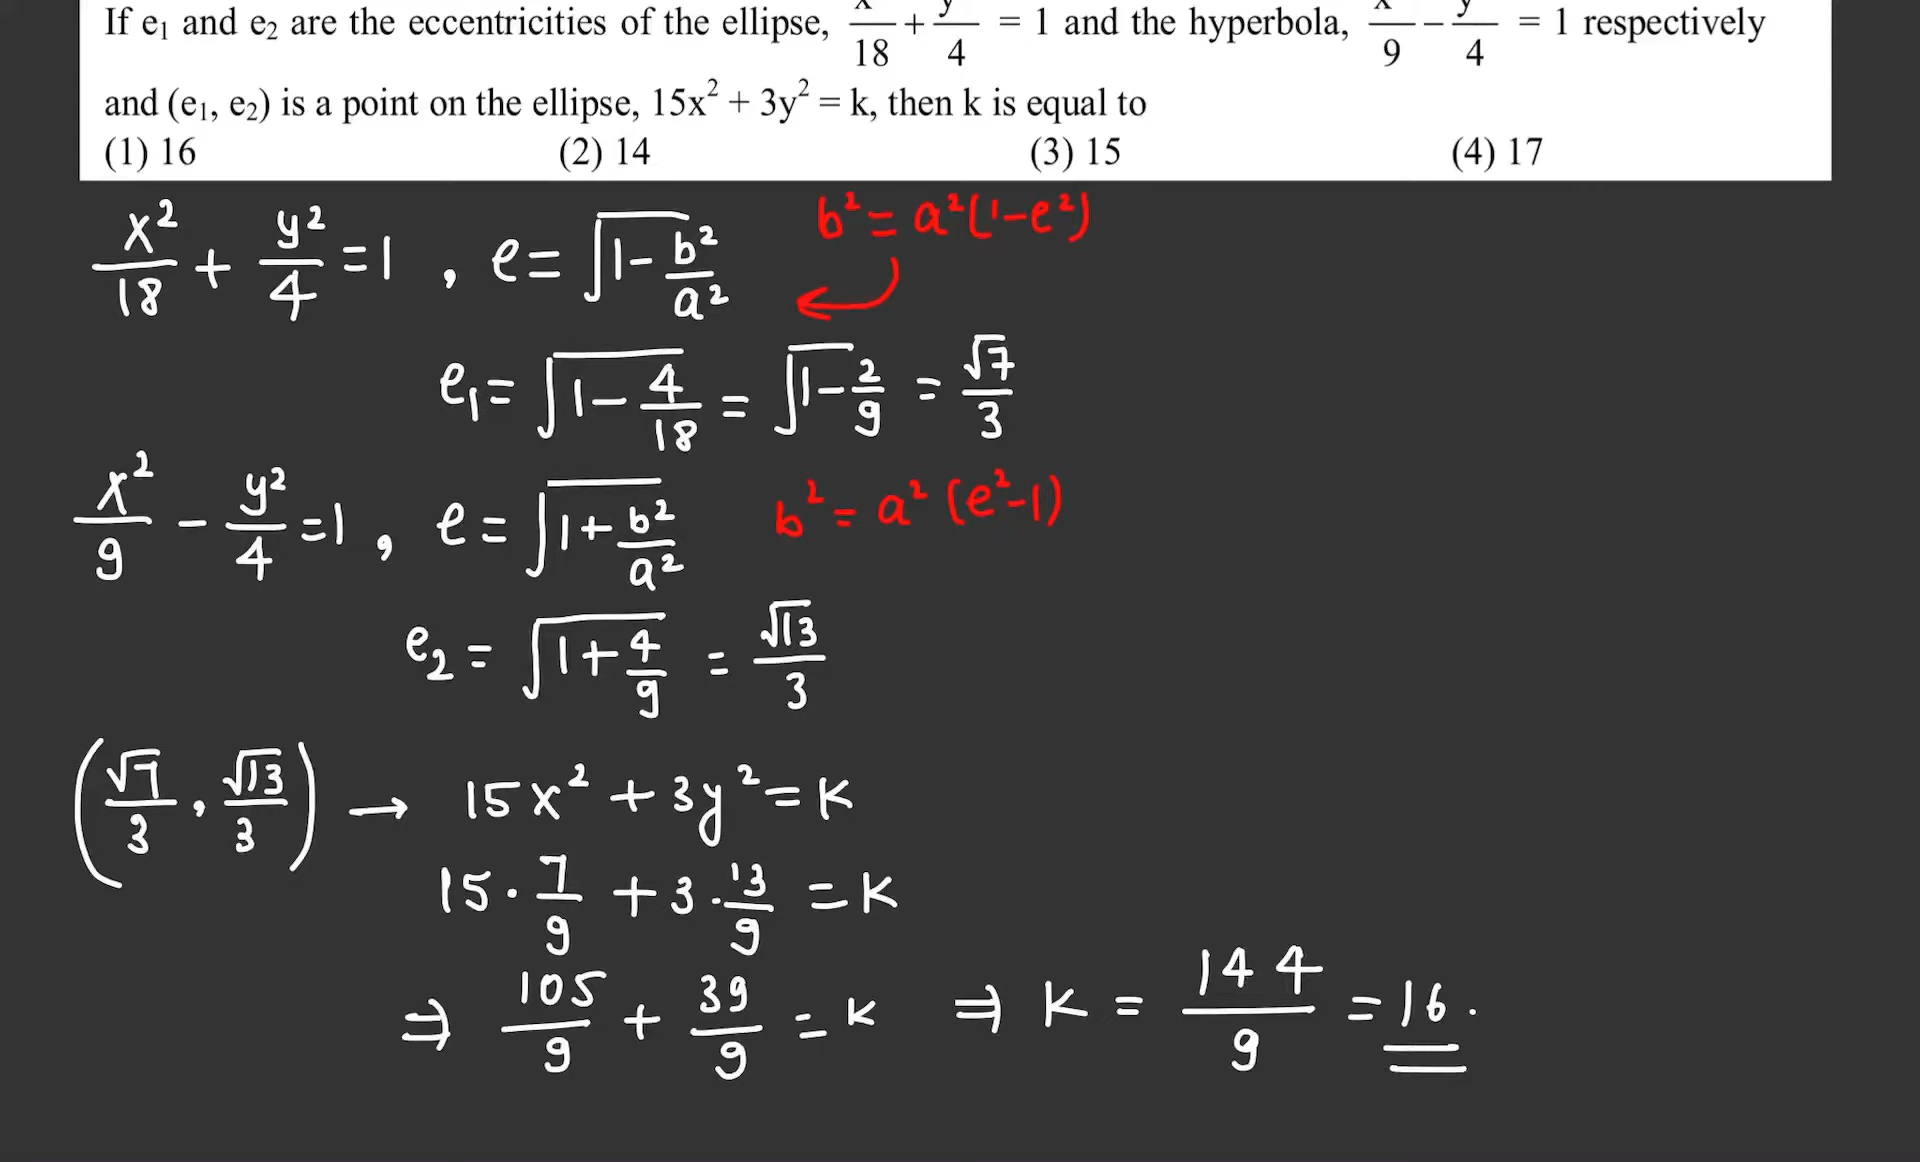 If e₁ and e₂ are the eccentricities of the ellipse, x/18 + y/4 = 1 and the hyperbola, x/9 − y/4 = 1 respectively
and (e₁, e₂) is a point on the ellipse, 15x² + 3y² = k, then k is equal to
(1) 16 (2) 14 (3) 15 (4) 17
b² = a²(1−e²)
x²/18 + y²/4 = 1 , e = √(1 − b²/a²)
e₁ = √(1 − 4/18) = √(1 − 2/9) = √7/3
x²/9 − y²/4 = 1 , e = √(1 + b²/a²) b² = a² (e²−1)
e₂ = √(1 + 4/9) = √13/3
(√7/3 , √13/3) → 15x² + 3y² = K
15 · 7/9 + 3 · 13/9 = K
⇒ 105/9 + 39/9 = K ⇒ K = 144/9 = 16.